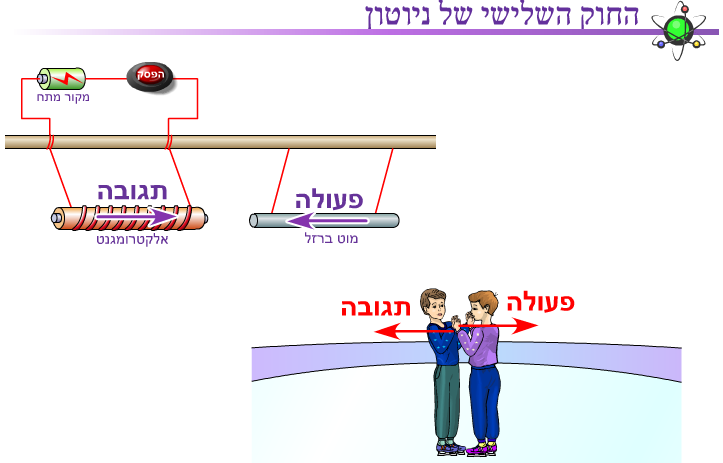 החוק השלישי של ניוטון
הפסק
מקור מתח
תגובה
פעולה
אלקטרומגנט
מוט ברזל
פעולה
תגובה